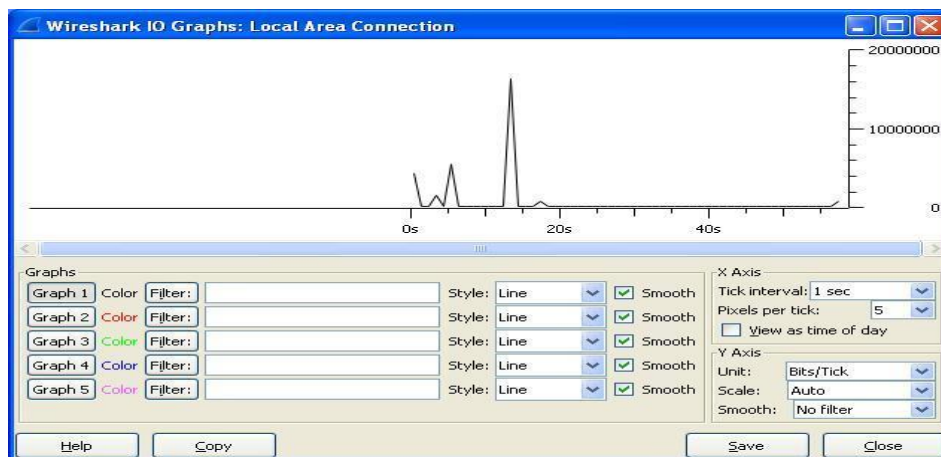 Wireshark IO Graphs: Local Area Connection
20000000
10000000
0
0s 20s 40s
Graphs
Graph 1 Color Filter: Style: Line Smooth
Graph 2 Color Filter: Style: Line Smooth
Graph 3 Color Filter: Style: Line Smooth
Graph 4 Color Filter: Style: Line Smooth
Graph 5 Color Filter: Style: Line Smooth
X Axis
Tick interval: 1 sec
Pixels per tick: 5
View as time of day
Y Axis
Unit: Bits/Tick
Scale: Auto
Smooth: No filter
Help Copy Save Close